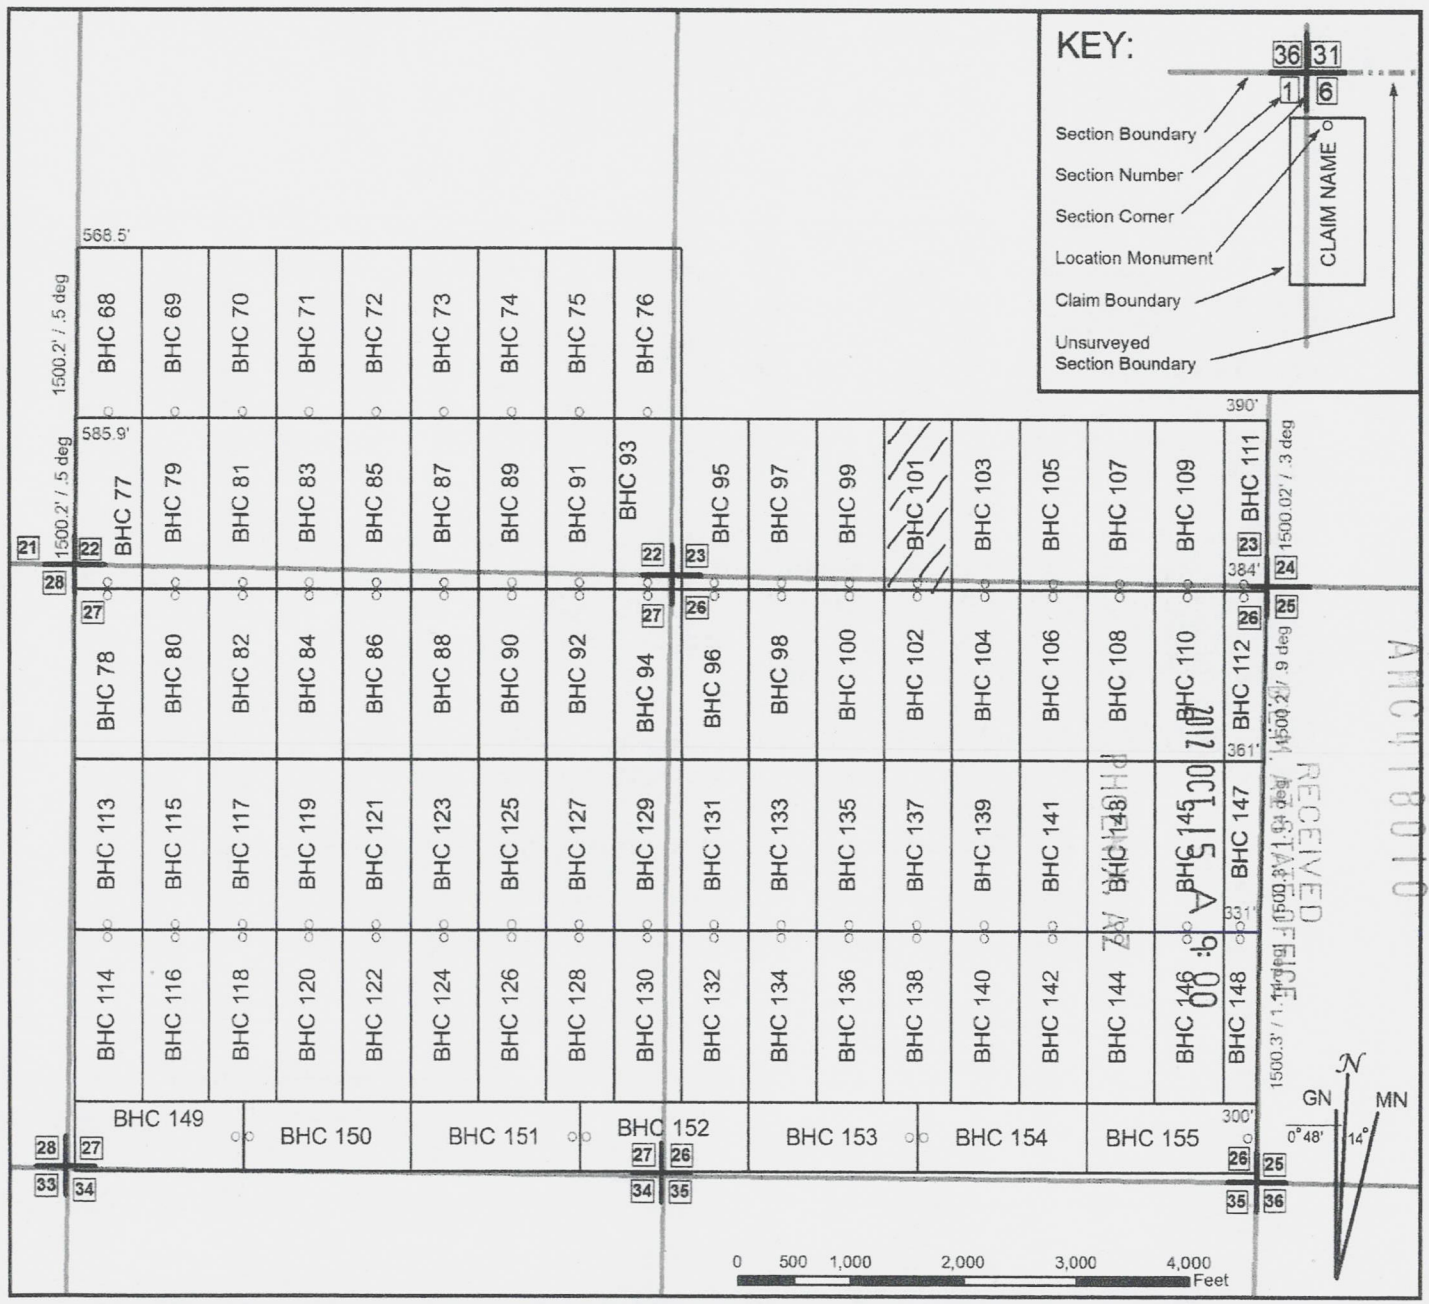 KEY:
36 31
1 6
Section Boundary
Section Number
Section Corner
Location Monument
Claim Boundary
Unsurveyed
Section Boundary
CLAIM NAME
568.5'
1500.2' / .5 deg
BHC 68 BHC 69 BHC 70 BHC 71 BHC 72 BHC 73 BHC 74 BHC 75 BHC 76
390'
585.9'
1500.2' / .5 deg
BHC 77 BHC 79 BHC 81 BHC 83 BHC 85 BHC 87 BHC 89 BHC 91 BHC 93 BHC 95 BHC 97 BHC 99 BHC 101 BHC 103 BHC 105 BHC 107 BHC 109 BHC 111
1500.02' / .3 deg
21 22 22 23 23 24
384'
28 27 27 26 26 25
BHC 78 BHC 80 BHC 82 BHC 84 BHC 86 BHC 88 BHC 90 BHC 92 BHC 94 BHC 96 BHC 98 BHC 100 BHC 102 BHC 104 BHC 106 BHC 108 BHC 110 BHC 112
1500.2' / .9 deg
361'
BHC 113 BHC 115 BHC 117 BHC 119 BHC 121 BHC 123 BHC 125 BHC 127 BHC 129 BHC 131 BHC 133 BHC 135 BHC 137 BHC 139 BHC 141 BHC 143 BHC 145 BHC 147
331'
BHC 114 BHC 116 BHC 118 BHC 120 BHC 122 BHC 124 BHC 126 BHC 128 BHC 130 BHC 132 BHC 134 BHC 136 BHC 138 BHC 140 BHC 142 BHC 144 BHC 146 BHC 148
300'
BHC 149 BHC 150 BHC 151 BHC 152 BHC 153 BHC 154 BHC 155
28 27 27 26 26 25
33 34 34 35 35 36
AMC418010
RECEIVED
AZ STATE OFFICE
2012 OCT 15 A 9: 00
PHOENIX, AZ
N
GN MN
0°48' 14°
0 500 1,000 2,000 3,000 4,000
Feet